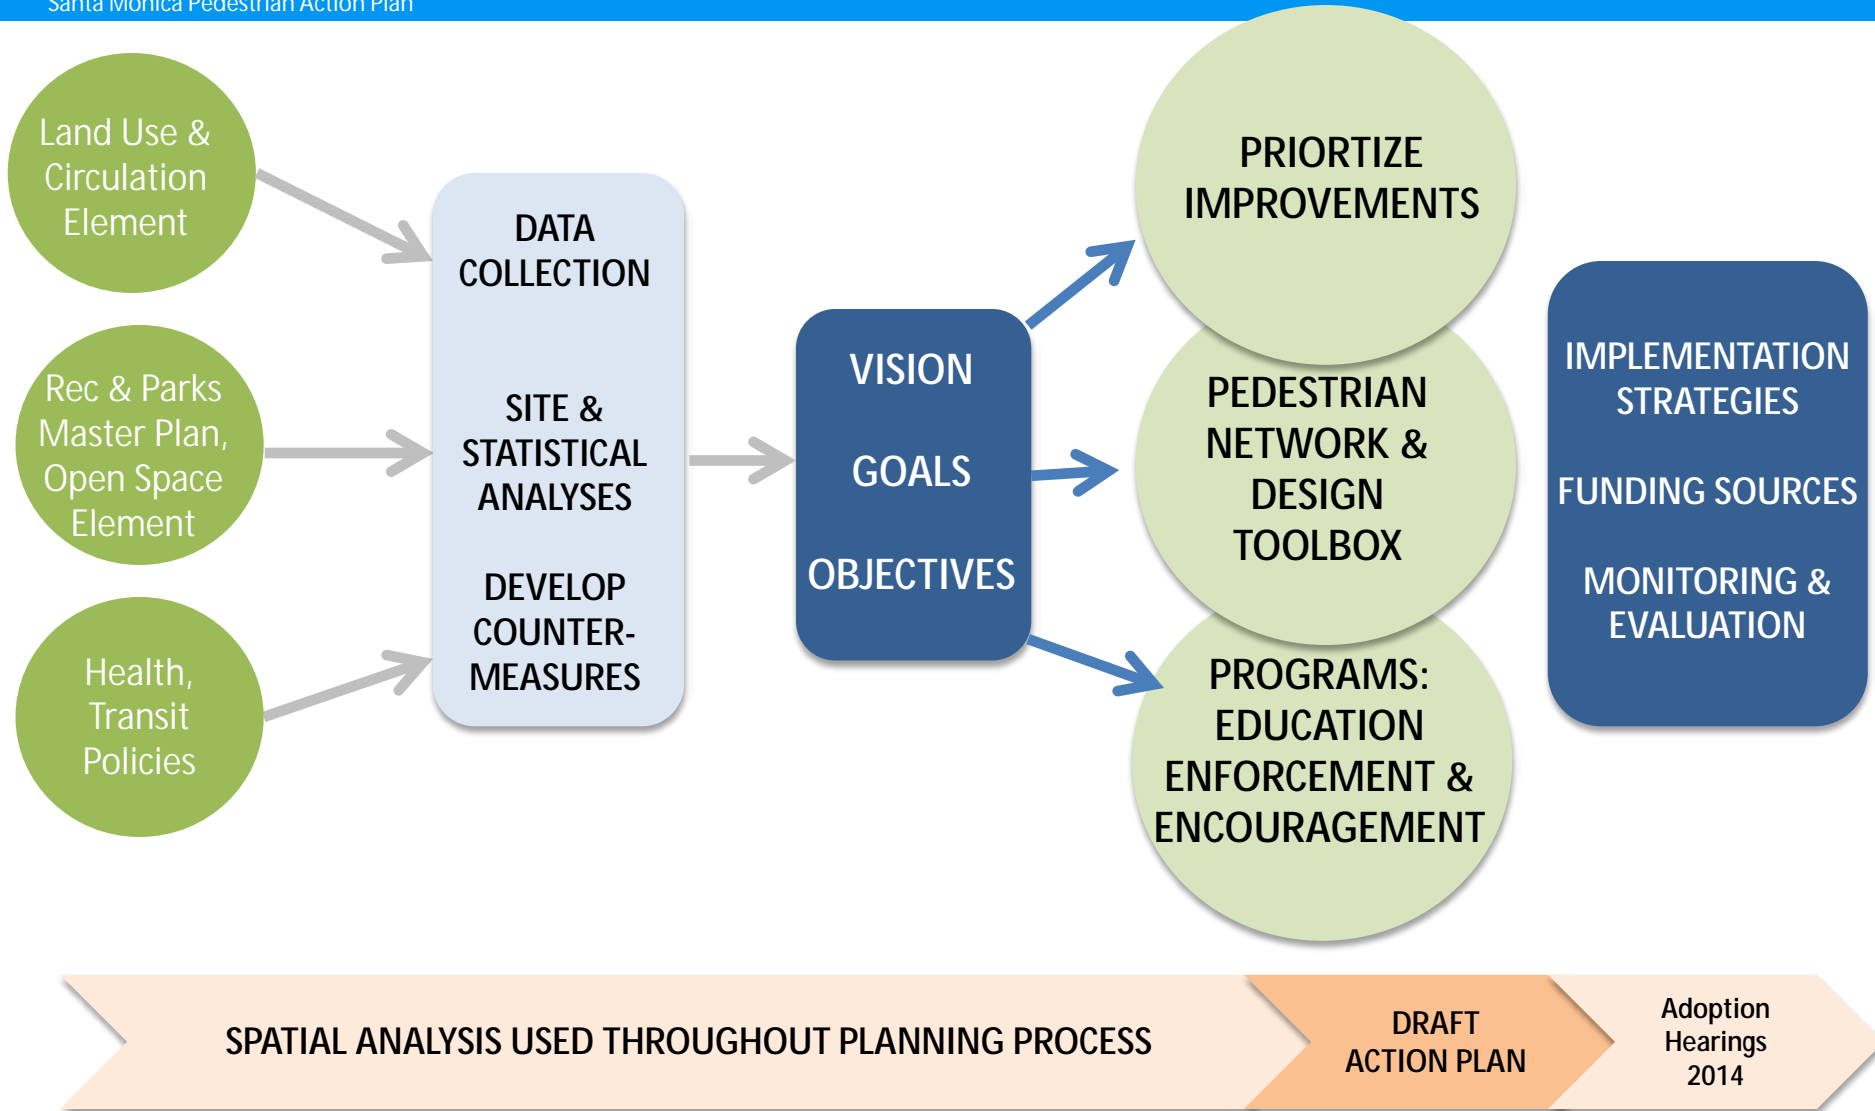 Santa Monica Pedestrian Action Plan
Land Use &
Circulation
Element
Rec & Parks
Master Plan,
Open Space
Element
Health,
Transit
Policies
DATA
COLLECTION
SITE &
STATISTICAL
ANALYSES
DEVELOP
COUNTER-
MEASURES
VISION
GOALS
OBJECTIVES
PRIORTIZE
IMPROVEMENTS
PEDESTRIAN
NETWORK &
DESIGN
TOOLBOX
PROGRAMS:
EDUCATION
ENFORCEMENT &
ENCOURAGEMENT
IMPLEMENTATION
STRATEGIES
FUNDING SOURCES
MONITORING &
EVALUATION
SPATIAL ANALYSIS USED THROUGHOUT PLANNING PROCESS
DRAFT
ACTION PLAN
Adoption
Hearings
2014